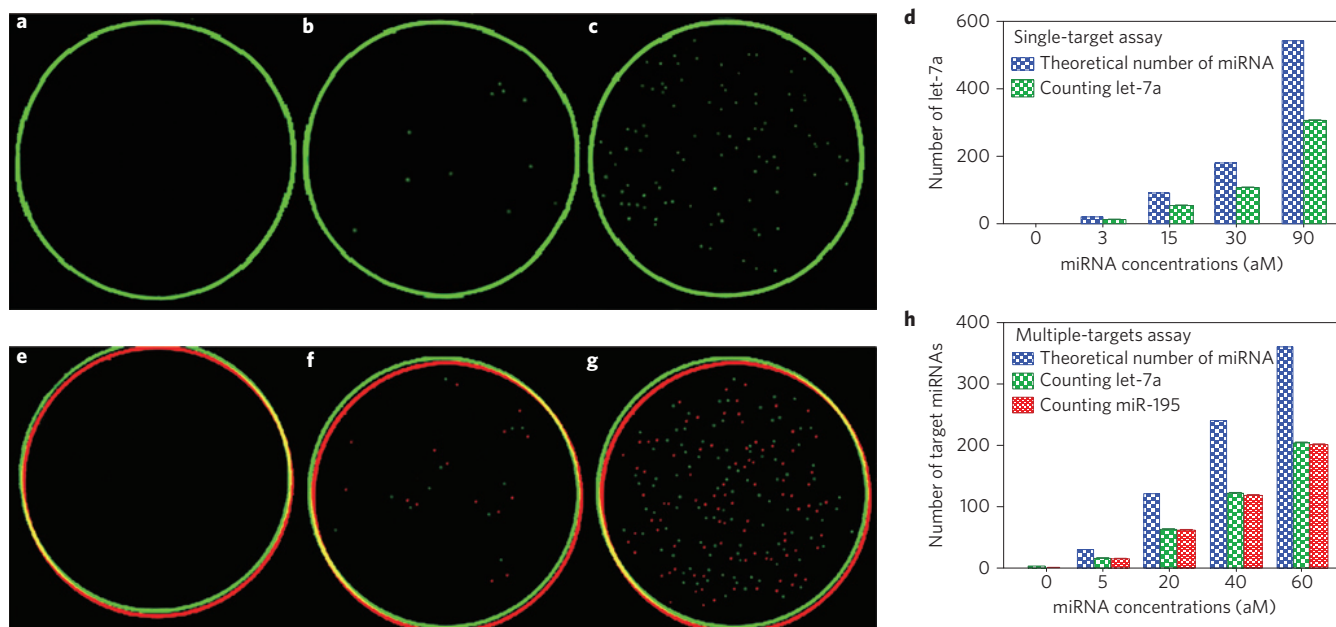 a
b
c
d
600
400
200
0
Number of let-7a
Single-target assay
Theoretical number of miRNA
Counting let-7a
0 3 15 30 90
miRNA concentrations (aM)
e
f
g
h
400
300
200
100
0
Number of target miRNAs
Multiple-targets assay
Theoretical number of miRNA
Counting let-7a
Counting miR-195
0 5 20 40 60
miRNA concentrations (aM)